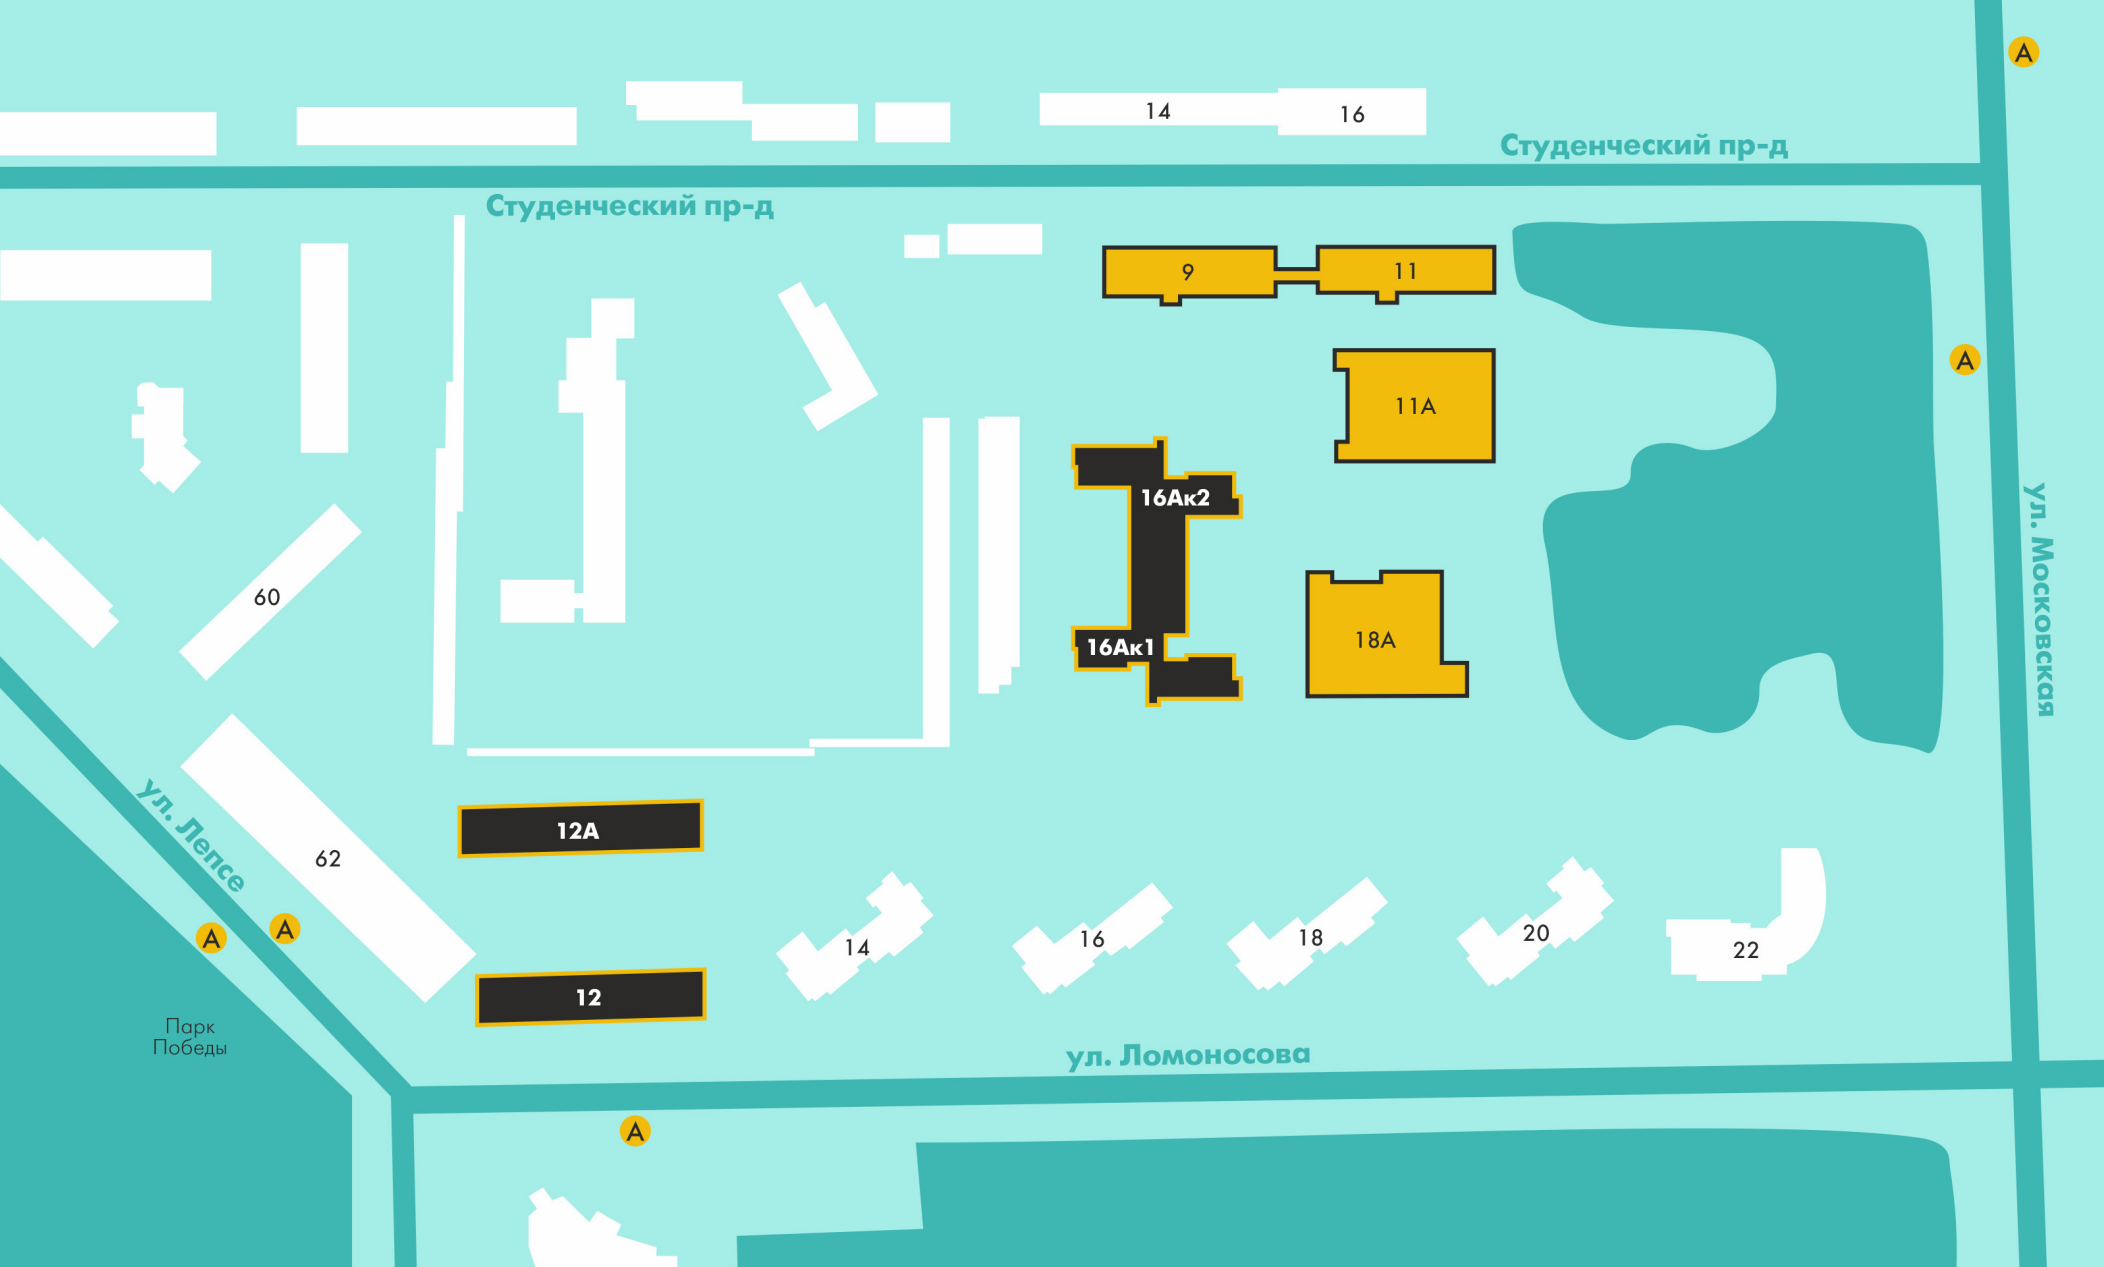 А
14
16
Студенческий пр-д
Студенческий пр-д
9
11
А
11А
16Ак2
ул. Московская
60
16Ак1
18А
ул. Лепсе
12А
62
А
А
14
16
18
20
22
12
Парк
Победы
ул. Ломоносова
А